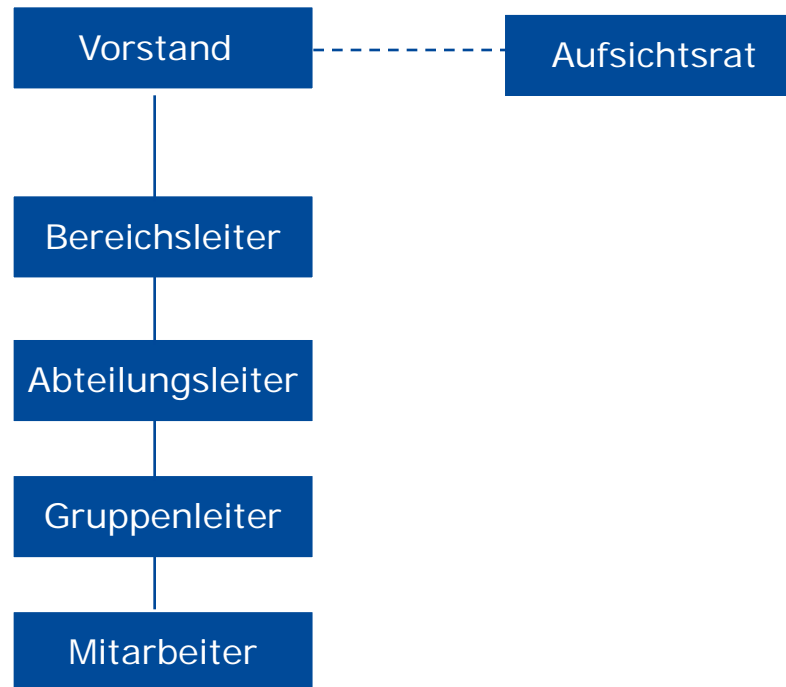 Vorstand
Aufsichtsrat
Bereichsleiter
Abteilungsleiter
Gruppenleiter
Mitarbeiter